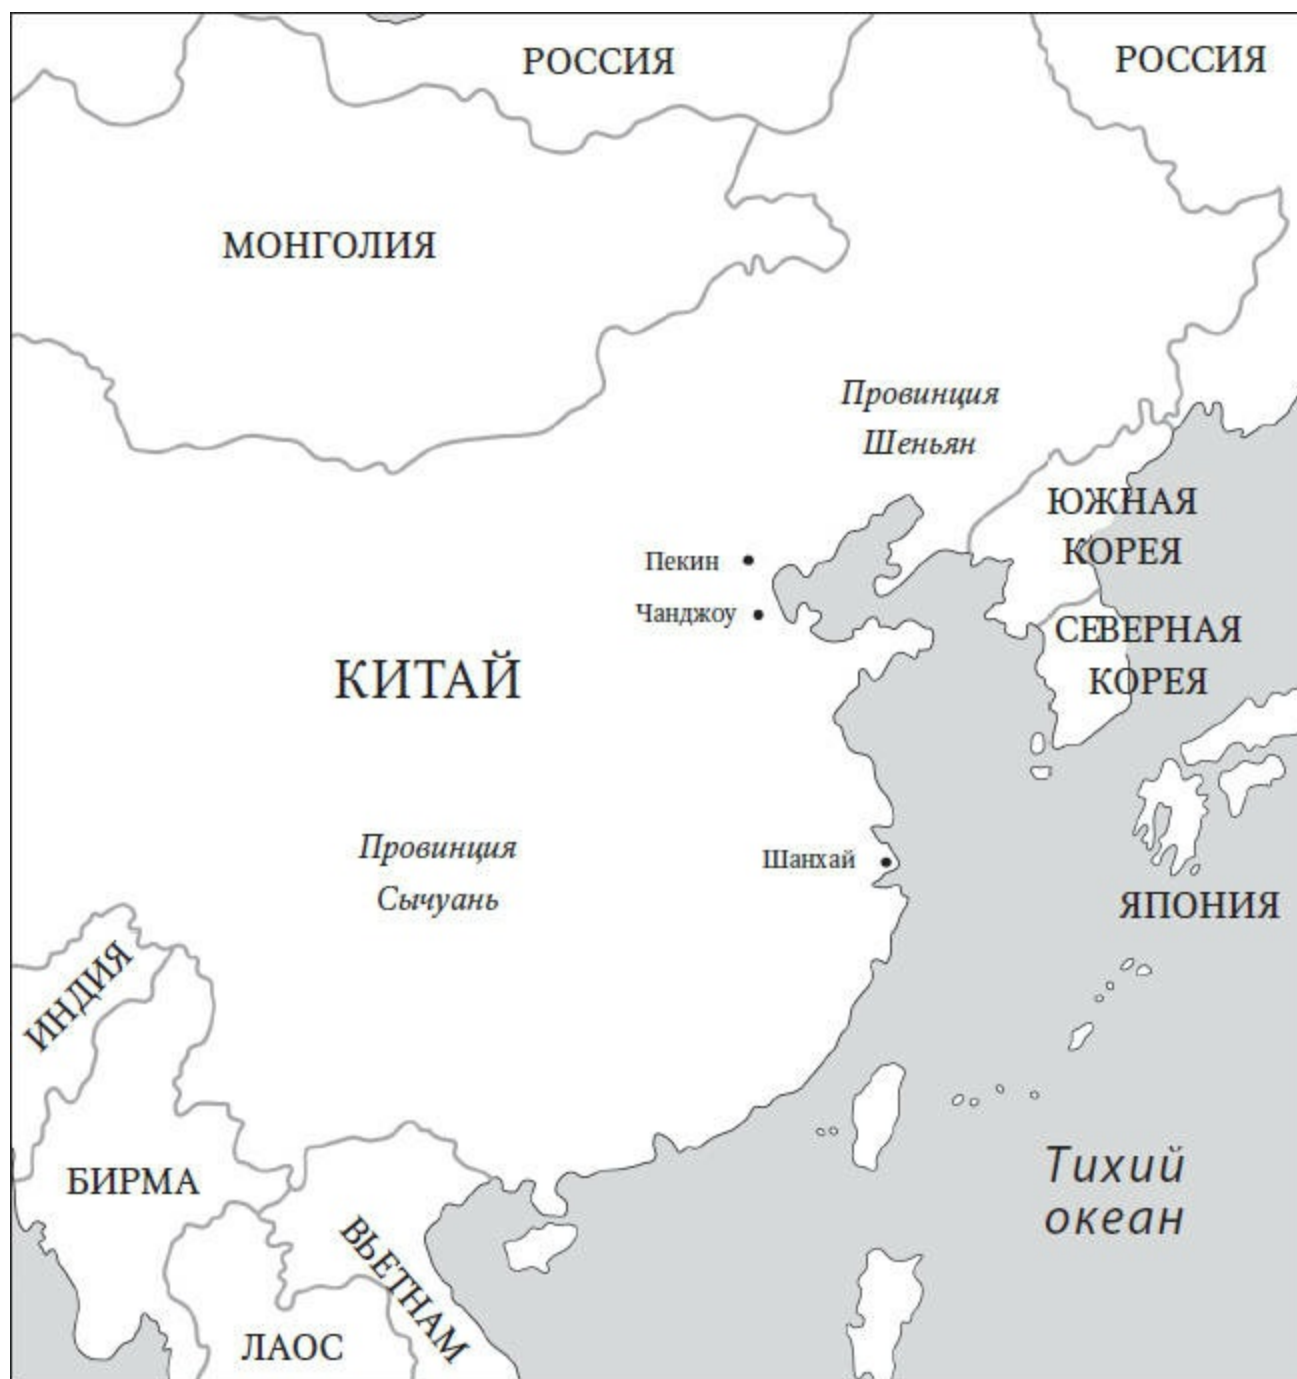 РОССИЯ
РОССИЯ
МОНГОЛИЯ
Провинция
Шеньян
ЮЖНАЯ
КОРЕЯ
Пекин
Чанджоу
СЕВЕРНАЯ
КОРЕЯ
КИТАЙ
Провинция
Сычуань
Шанхай
ЯПОНИЯ
ИНДИЯ
БИРМА
Тихий
океан
ВЬЕТНАМ
ЛАОС